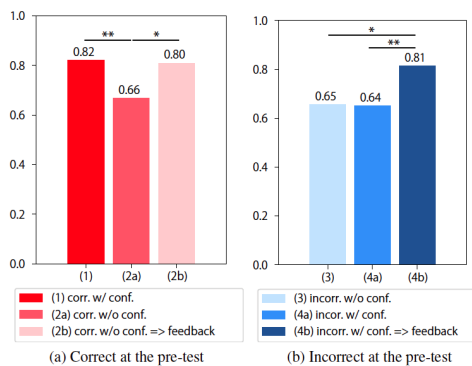 ** *
0.82 0.66 0.80
1.0
0.8
0.6
0.4
0.2
0.0
(1) (2a) (2b)
(1) corr. w/ conf.
(2a) corr. w/o conf.
(2b) corr. w/o conf. => feedback
(a) Correct at the pre-test
*
**
0.65 0.64 0.81
1.0
0.8
0.6
0.4
0.2
0.0
(3) (4a) (4b)
(3) incorr. w/o conf.
(4a) incor. w/ conf.
(4b) incorr. w/ conf. => feedback
(b) Incorrect at the pre-test